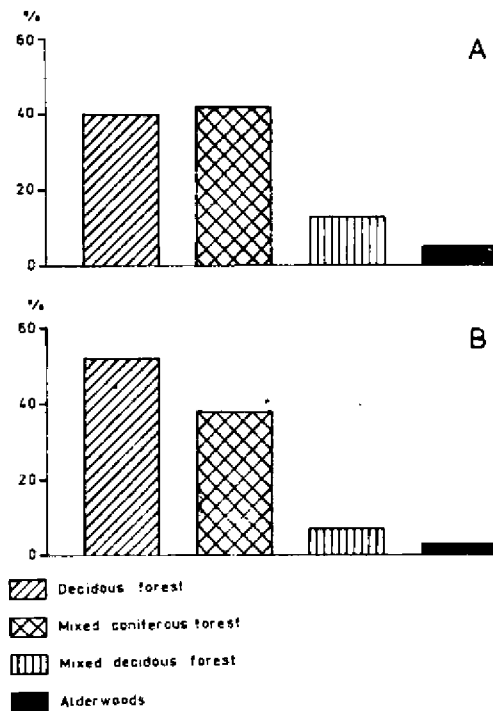 %
A
60
40
20
0
%
B
60
40
20
0
Decidous forest
Mixed coniferous forest
Mixed decidous forest
Alderwoods